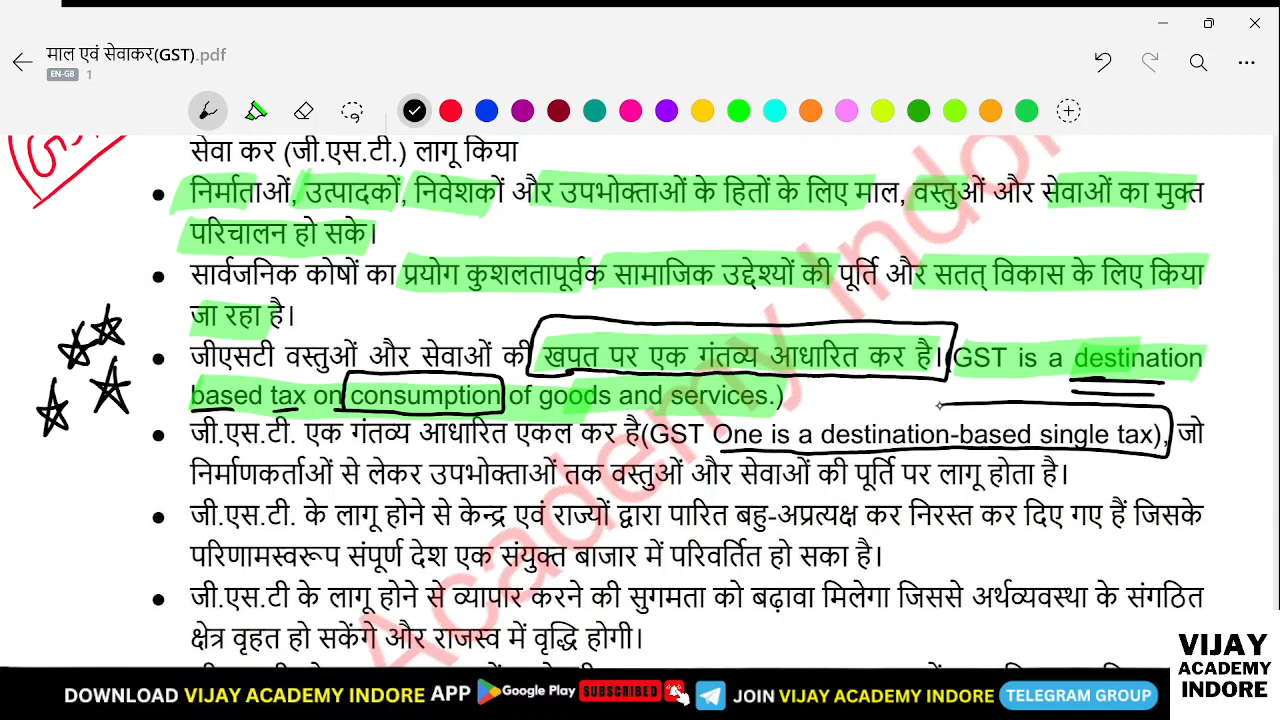 माल एवं सेवाकर(GST).pdf
EN-GB 1
सेवा कर (जी.एस.टी.) लागू किया
• निर्माताओं, उत्पादकों, निवेशकों और उपभोक्ताओं के हितों के लिए माल, वस्तुओं और सेवाओं का मुक्त
परिचालन हो सके।
• सार्वजनिक कोषों का प्रयोग कुशलतापूर्वक सामाजिक उद्देश्यों की पूर्ति और सतत् विकास के लिए किया
जा रहा है।
• जीएसटी वस्तुओं और सेवाओं की खपत पर एक गंतव्य आधारित कर है।(GST is a destination
based tax on consumption of goods and services.)
• जी.एस.टी. एक गंतव्य आधारित एकल कर है(GST One is a destination-based single tax), जो
निर्माणकर्ताओं से लेकर उपभोक्ताओं तक वस्तुओं और सेवाओं की पूर्ति पर लागू होता है।
• जी.एस.टी. के लागू होने से केन्द्र एवं राज्यों द्वारा पारित बहु-अप्रत्यक्ष कर निरस्त कर दिए गए हैं जिसके
परिणामस्वरूप संपूर्ण देश एक संयुक्त बाजार में परिवर्तित हो सका है।
• जी.एस.टी के लागू होने से व्यापार करने की सुगमता को बढ़ावा मिलेगा जिससे अर्थव्यवस्था के संगठित
क्षेत्र वृहत हो सकेंगे और राजस्व में वृद्धि होगी।
Academy Indo
VIJAY
ACADEMY
INDORE
DOWNLOAD VIJAY ACADEMY INDORE APP Google Play SUBSCRIBED JOIN VIJAY ACADEMY INDORE TELEGRAM GROUP